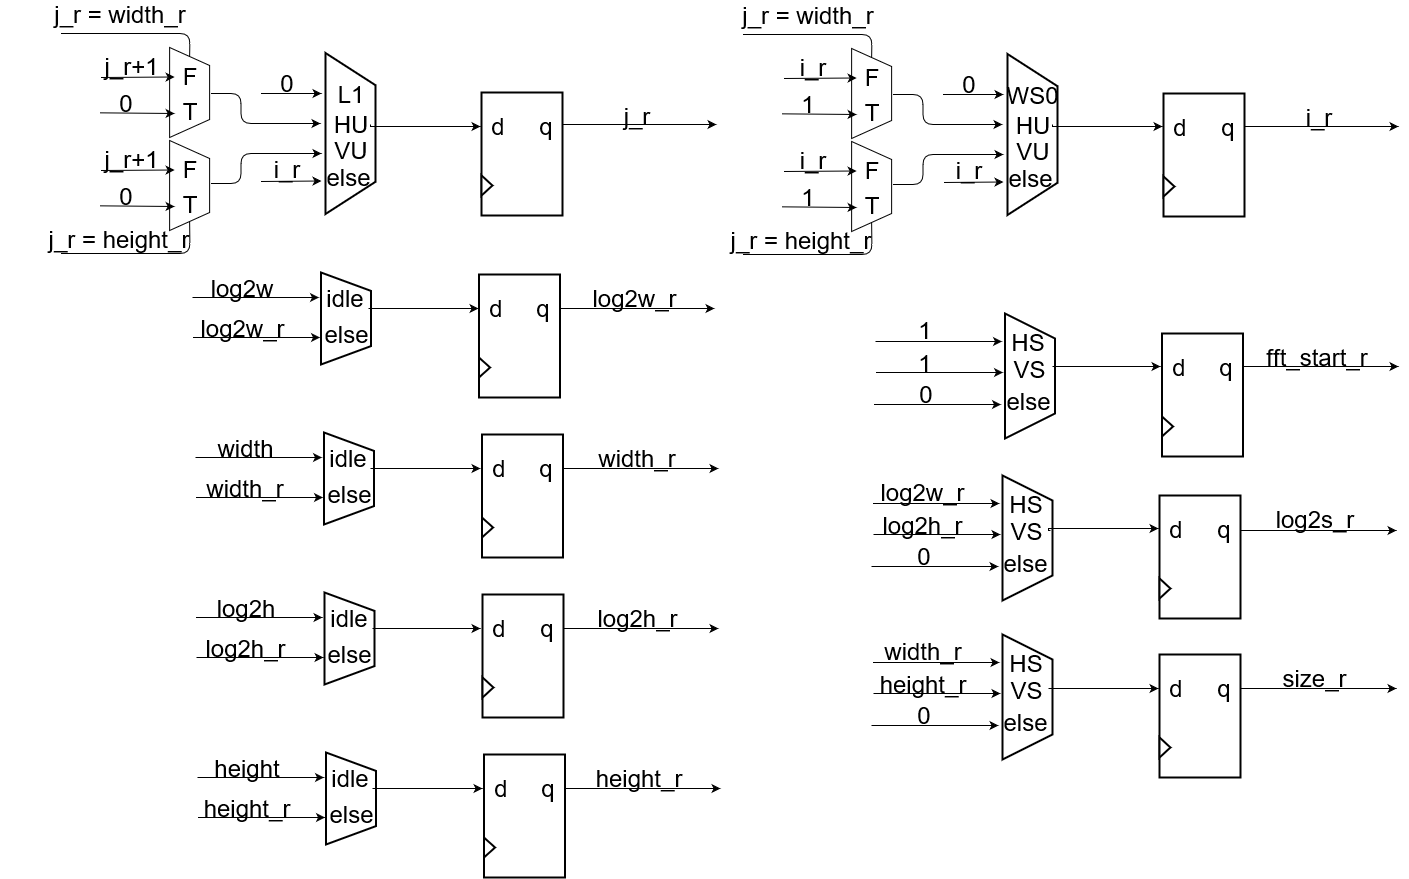 j_r = width_r
j_r+1
F
0
T
j_r+1
F
0
T
j_r = height_r
0
L1
HU
VU
i_r
else
d
q
j_r
j_r = width_r
i_r
F
1
T
i_r
F
1
T
j_r = height_r
0
WS0
HU
VU
i_r
else
d
q
i_r
log2w
idle
log2w_r
else
d
q
log2w_r
width
idle
width_r
else
d
q
width_r
log2h
idle
log2h_r
else
d
q
log2h_r
height
idle
height_r
else
d
q
height_r
1
HS
1
VS
0
else
d
q
fft_start_r
log2w_r
HS
log2h_r
VS
0
else
d
q
log2s_r
width_r
HS
height_r
VS
0
else
d
q
size_r